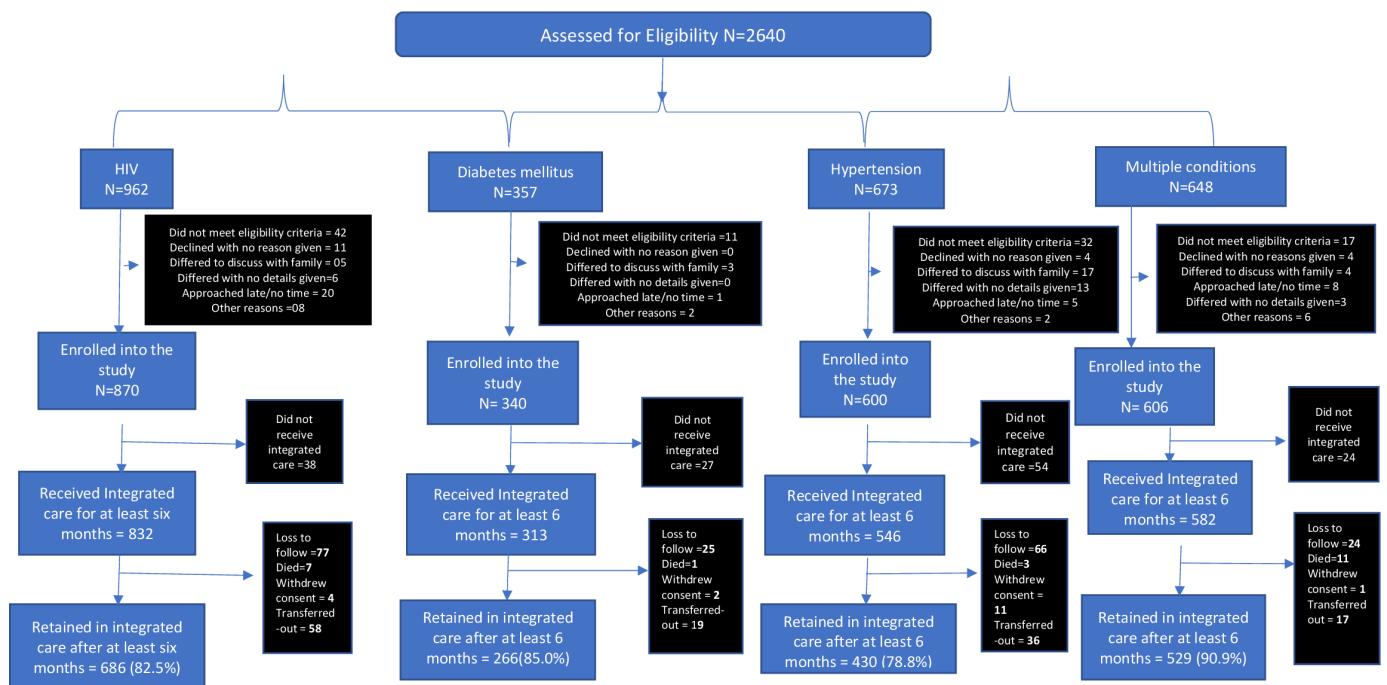 Assessed for Eligibility N=2640
HIV
N=962
Diabetes mellitus
N=357
Hypertension
N=673
Multiple conditions
N=648
Did not meet eligibility criteria = 42
Declined with no reason given = 11
Differed to discuss with family = 05
Differed with no details given=6
Approached late/no time = 20
Other reasons =08
Did not meet eligibility criteria =11
Declined with no reason given =0
Differed to discuss with family =3
Differed with no details given=0
Approached late/no time = 1
Other reasons = 2
Did not meet eligibility criteria =32
Declined with no reason given = 4
Differed to discuss with family = 17
Differed with no details given=13
Approached late/no time = 5
Other reasons = 2
Did not meet eligibility criteria = 17
Declined with no reasons given = 4
Differed to discuss with family = 4
Approached late/no time = 8
Differed with no details given=3
Other reasons = 6
Enrolled into the
study
N=870
Enrolled into the
study
N= 340
Enrolled into
the study
N=600
Enrolled into the
study
N= 606
Did not
receive
integrated
care =38
Did not
receive
integrated
care =27
Did not
receive
integrated
care =54
Did not
receive
integrated
care =24
Received Integrated
care for at least six
months = 832
Received Integrated
care for at least 6
months = 313
Received Integrated
care for at least 6
months = 546
Received Integrated
care for at least 6
months = 582
Loss to
follow =77
Died=7
Withdrew
consent = 4
Transferred
-out = 58
Loss to
follow =25
Died=1
Withdrew
consent = 2
Transferred-
out = 19
Loss to
follow =66
Died=3
Withdrew
consent =
11
Transferred
-out = 36
Loss to
follow =24
Died=11
Withdrew
consent = 1
Transferred
out = 17
Retained in integrated
care after at least six
months = 686 (82.5%)
Retained in integrated
care after at least 6
months = 266(85.0%)
Retained in integrated
care after at least 6
months = 430 (78.8%)
Retained in integrated
care after at least 6
months = 529 (90.9%)